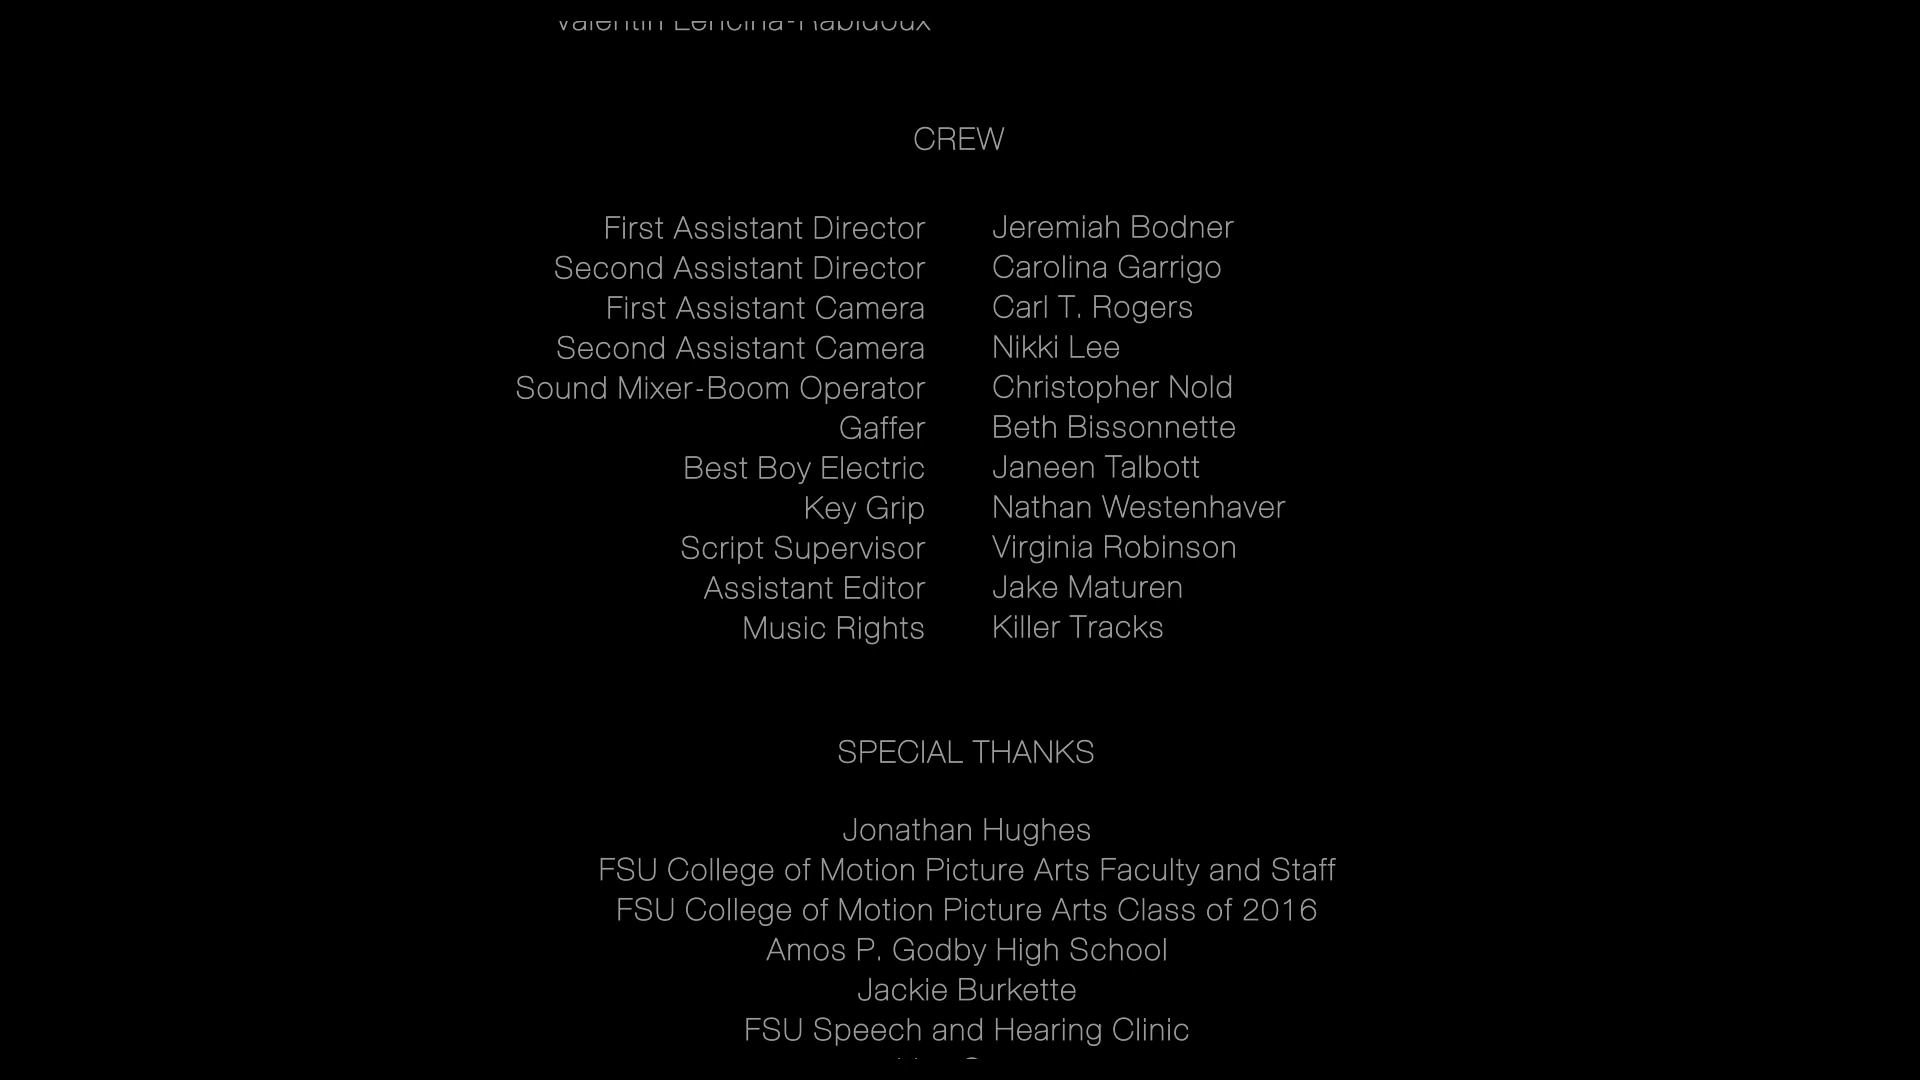 Valentin Lencina-Rabidoux
CREW
First Assistant Director Jeremiah Bodner
Second Assistant Director Carolina Garrigo
First Assistant Camera Carl T. Rogers
Second Assistant Camera Nikki Lee
Sound Mixer-Boom Operator Christopher Nold
Gaffer Beth Bissonnette
Best Boy Electric Janeen Talbott
Key Grip Nathan Westenhaver
Script Supervisor Virginia Robinson
Assistant Editor Jake Maturen
Music Rights Killer Tracks
SPECIAL THANKS
Jonathan Hughes
FSU College of Motion Picture Arts Faculty and Staff
FSU College of Motion Picture Arts Class of 2016
Amos P. Godby High School
Jackie Burkette
FSU Speech and Hearing Clinic